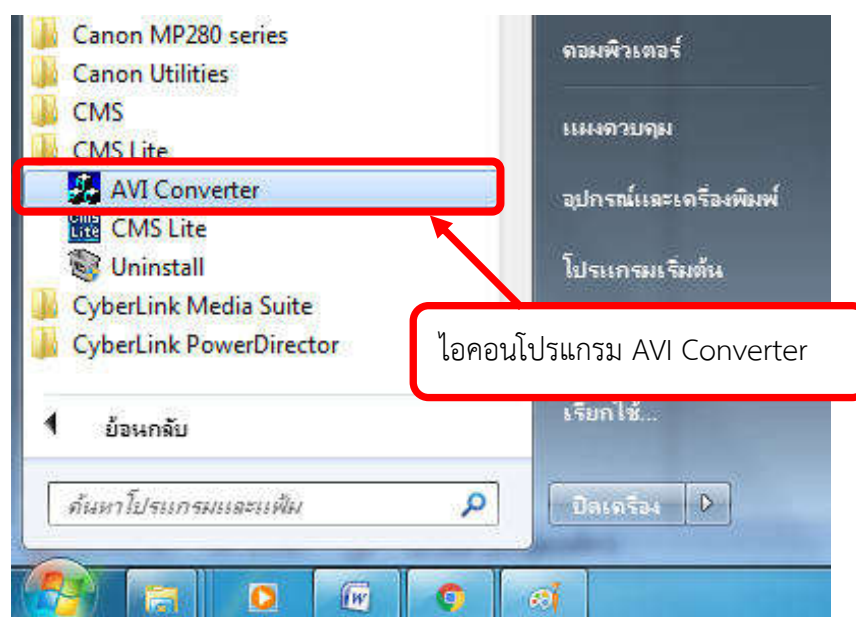 Canon MP280 series
Canon Utilities
CMS
CMS Lite
AVI Converter
CMS Lite
Uninstall
CyberLink Media Suite
CyberLink PowerDirector
ย้อนกลับ
ค้นหาโปรแกรมและแฟ้ม
คอมพิวเตอร์
แผงควบคุม
อุปกรณ์และเครื่องพิมพ์
โปรแกรมเริ่มต้น
ไอคอนโปรแกรม AVI Converter
เรียกใช้...
ปิดเครื่อง